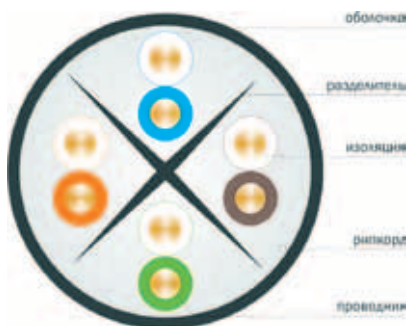 оболочка
разделитель
изоляция
рипкорд
проводник